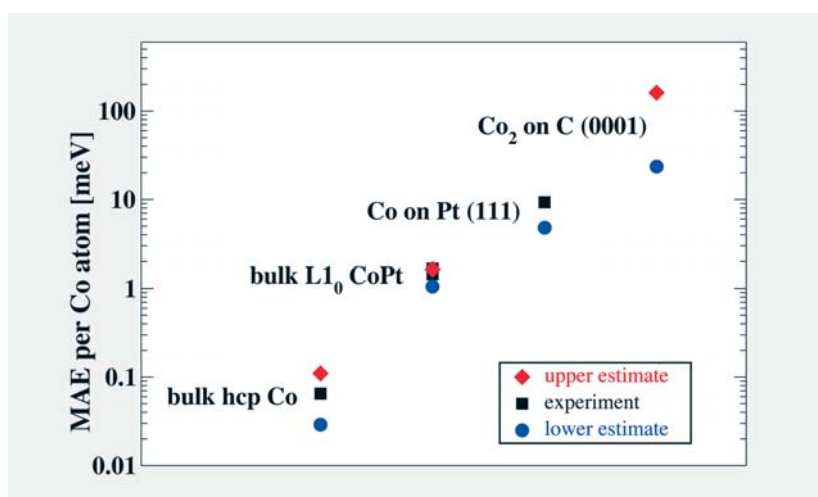 MAE per Co atom [meV]
100
10
1
0.1
0.01
Co₂ on C (0001)
Co on Pt (111)
bulk L1₀ CoPt
bulk hcp Co
upper estimate
experiment
lower estimate